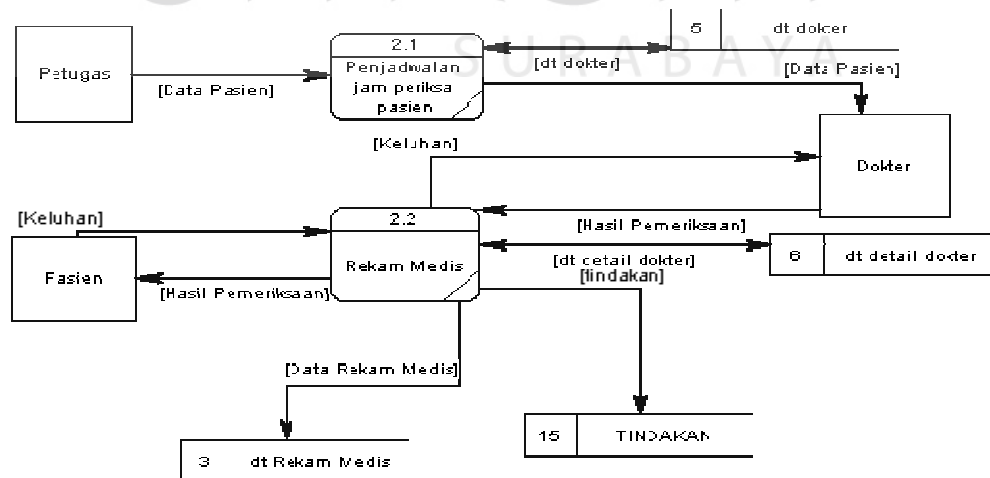 SURABAYA
Petugas
[Data Pasien]
2.1
Penjadwalan
jam periksa
pasien
[dt dokter]
5 dt dokter
[Data Pasien]
Dokter
[Keluhan]
[Keluhan]
Pasien
[Hasil Pemeriksaan]
2.2
Rekam Medis
[Hasil Pemeriksaan]
[dt detail dokter]
[tindakan]
6 dt detail dokter
[Data Rekam Medis]
3 dt Rekam Medis
15 TINDAKAN